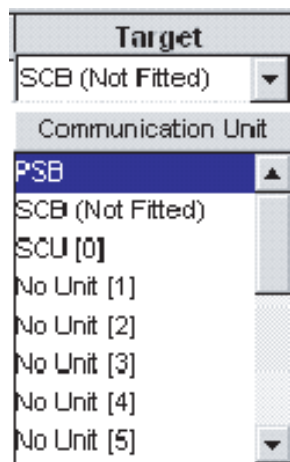 Target
SCB (Not Fitted)
Communication Unit
PSB
SCB (Not Fitted)
SCU [0]
No Unit [1]
No Unit [2]
No Unit [3]
No Unit [4]
No Unit [5]